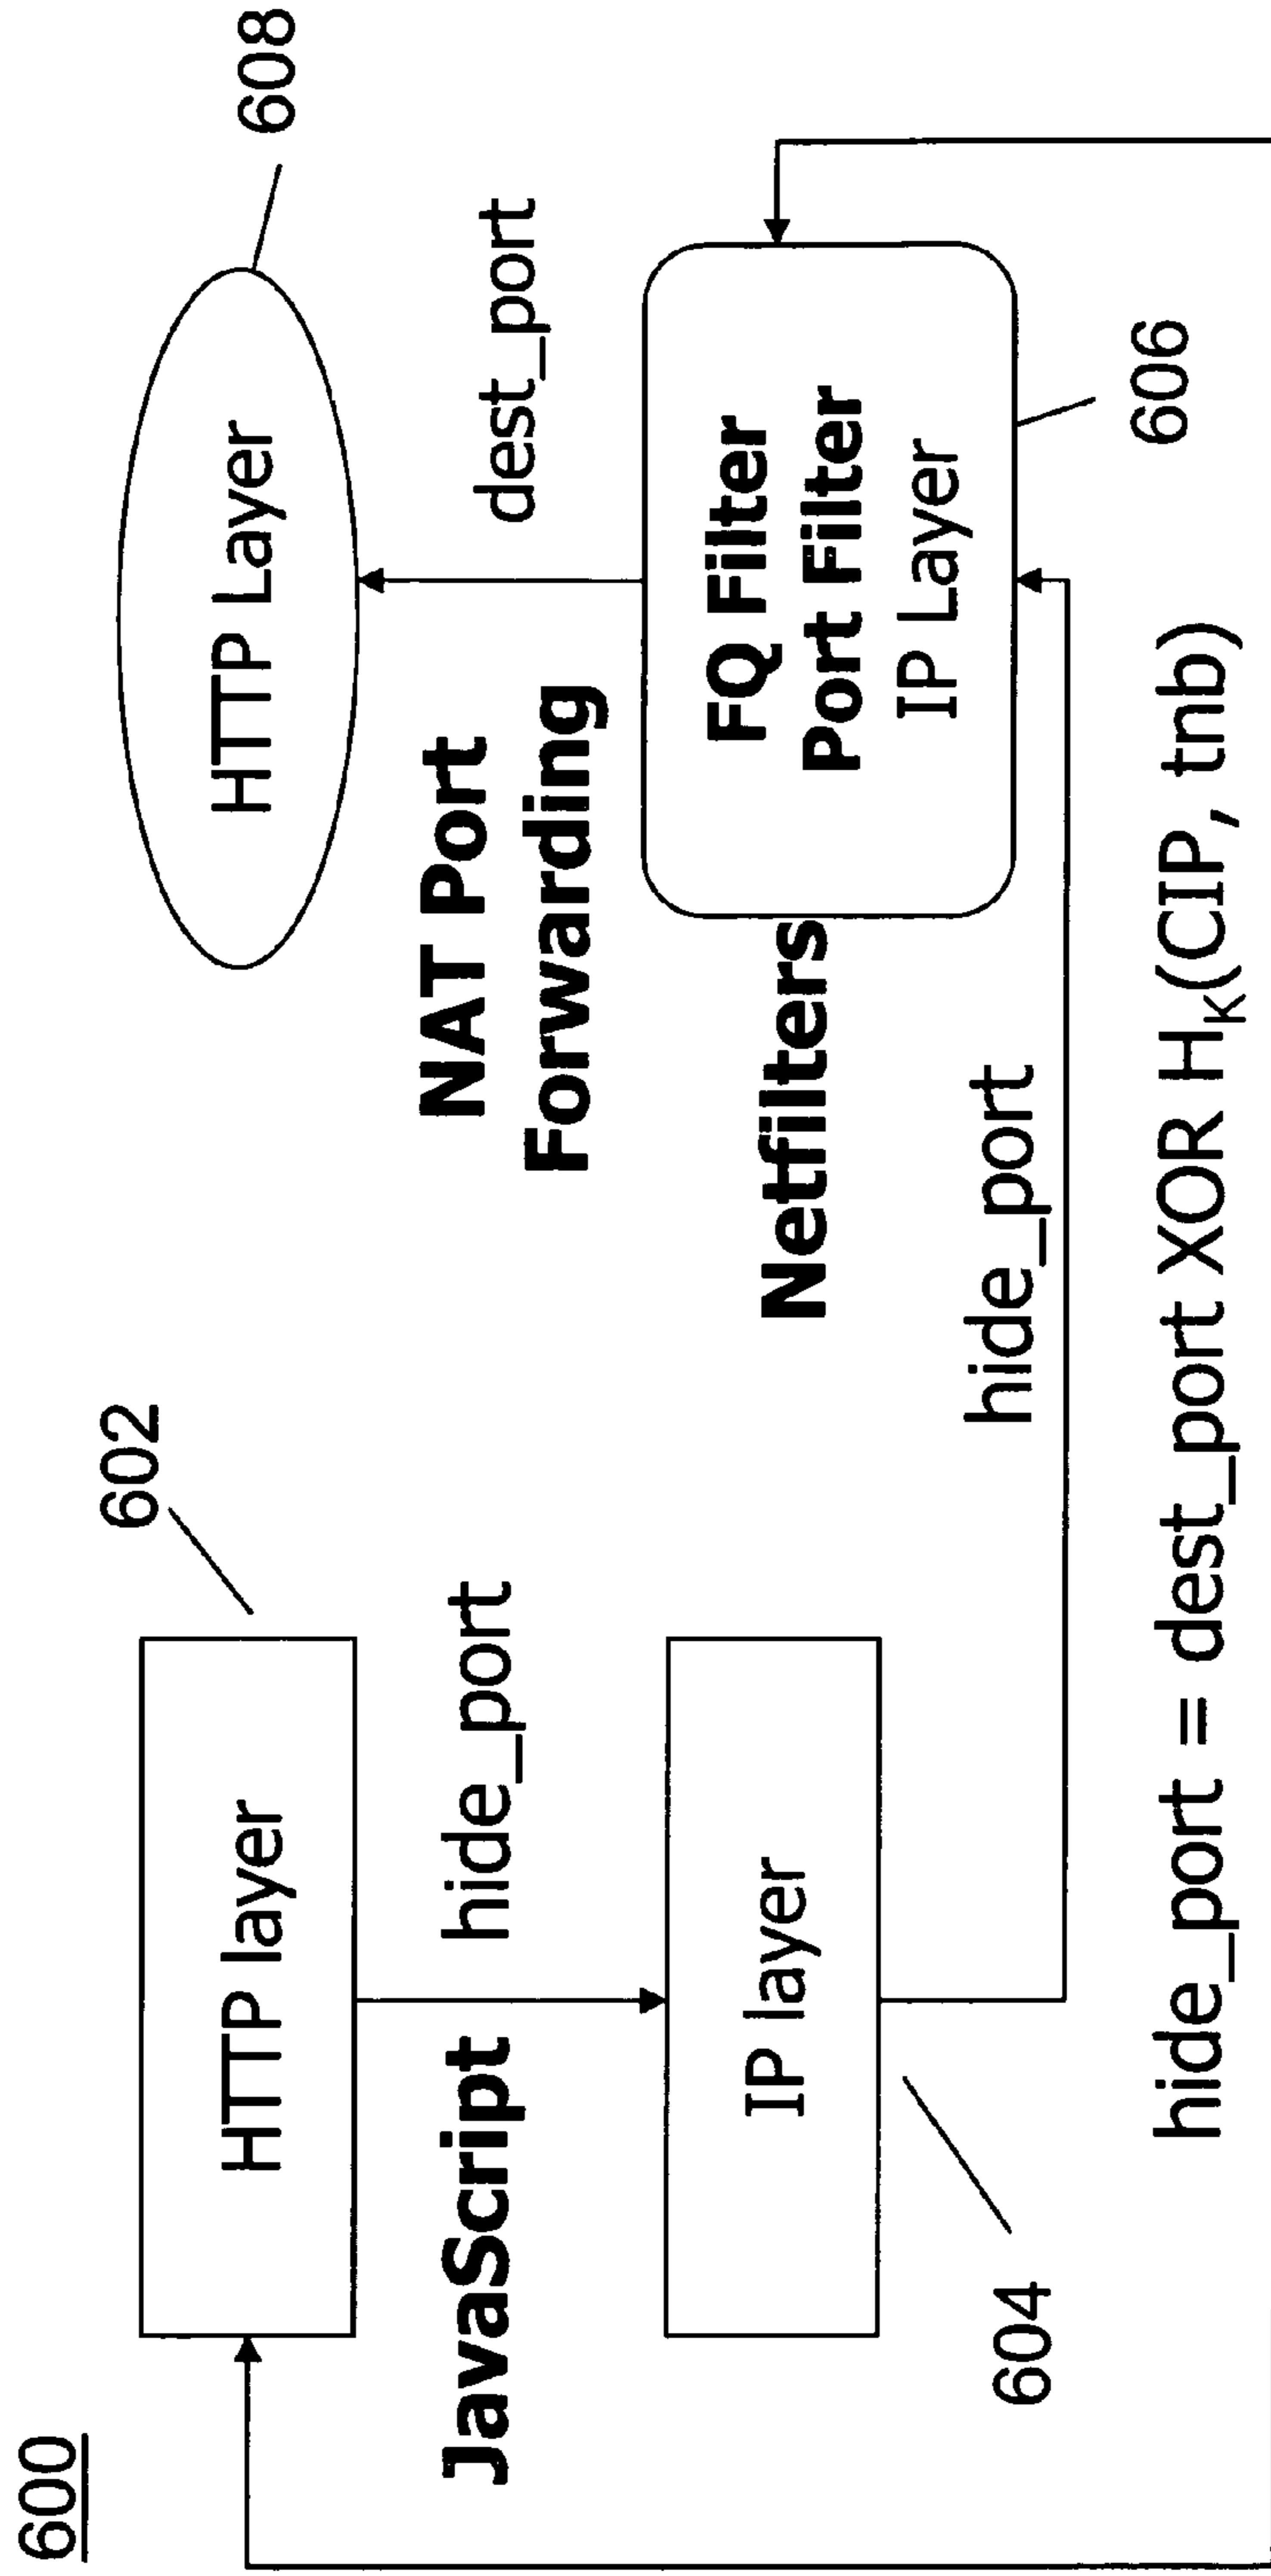 600
602
608
HTTP layer
HTTP Layer
JavaScript
hide_port
NAT Port
Forwarding
dest_port
IP layer
Netfilters
FQ Filter
Port Filter
IP Layer
604
hide_port
606
hide_port = dest_port XOR H_K(CIP, tnb)